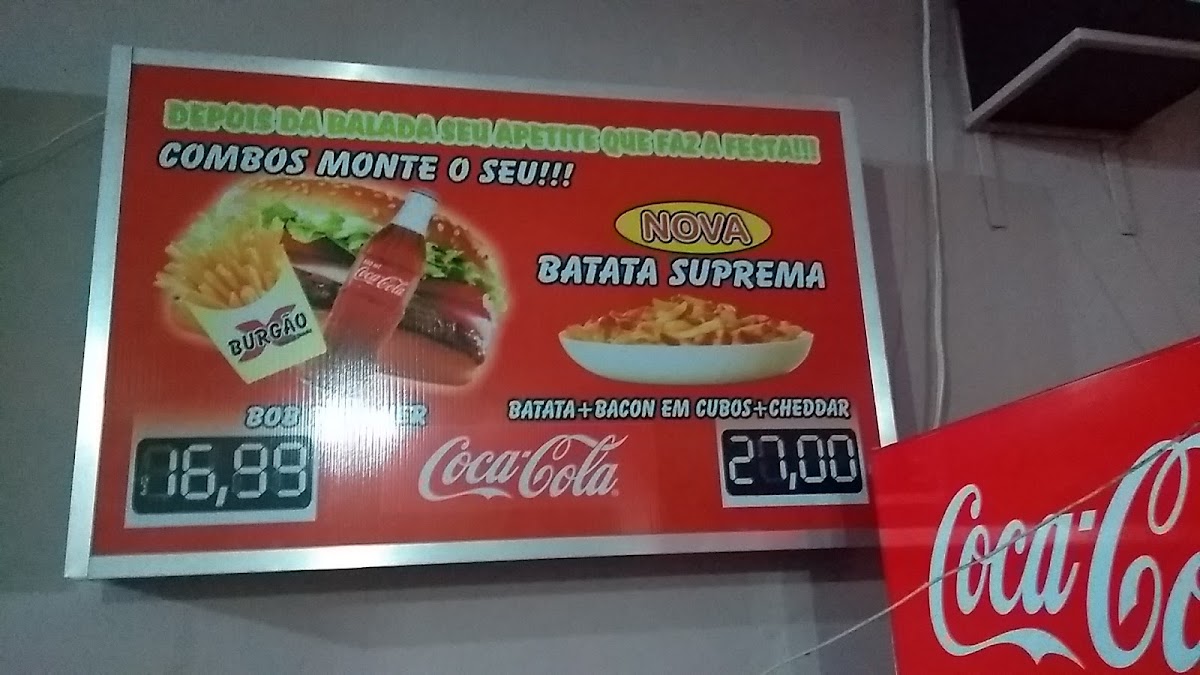 DEPOIS DA BALADA SEU APETITE QUE FAZ A FESTA!!!
COMBOS MONTE O SEU!!!
NOVA
BATATA SUPREMA
Coca-Cola
BURGÃO
BOB
BATATA+BACON EM CUBOS+CHEDDAR
16,99
Coca-Cola
27,00
Coca-Co